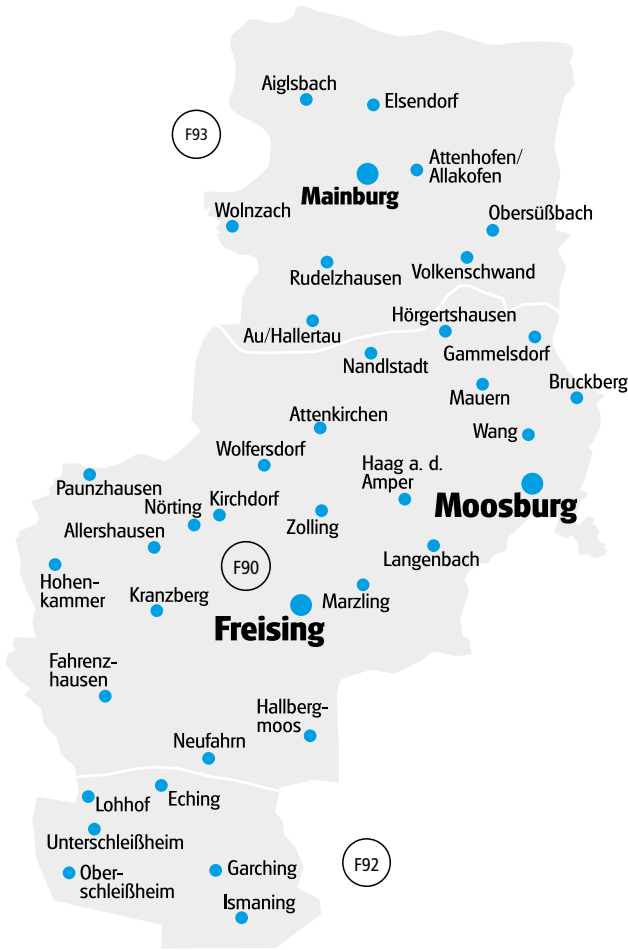 Aiglsbach
Elsendorf
F93
Attenhofen/
Allakofen
Mainburg
Wolnzach
Obersüßbach
Rudelzhausen
Volkenschwand
Hörgertshausen
Au/Hallertau
Gammelsdorf
Nandlstadt
Bruckberg
Mauern
Attenkirchen
Wang
Wolfersdorf
Haag a. d.
Amper
Paunzhausen
Nörting
Kirchdorf
Moosburg
Allershausen
Zolling
Langenbach
F90
Hohen-
kammer
Kranzberg
Marzling
Freising
Fahrenz-
hausen
Hallberg-
moos
Neufahrn
Lohhof
Eching
Unterschleißheim
F92
Ober-
schleißheim
Garching
Ismaning